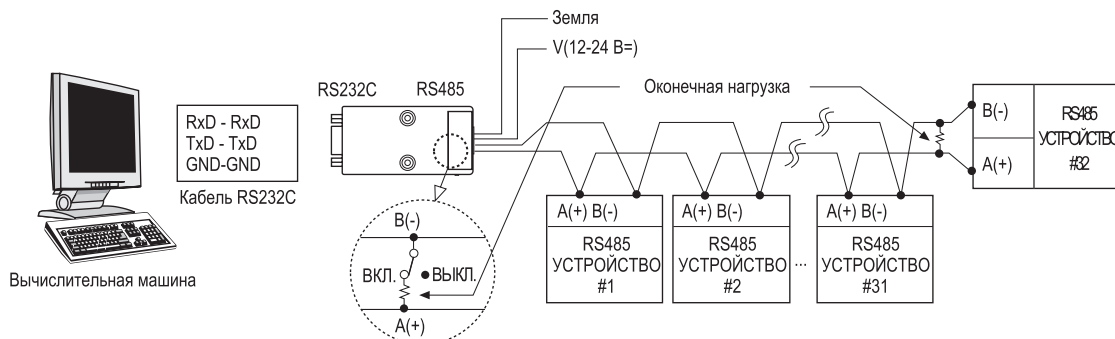 Земля
V(12-24 В=)
RS232C
RS485
Оконечная нагрузка
RxD - RxD
TxD - TxD
GND-GND
Кабель RS232C
B(-)
A(+)
RS485
УСТРОЙСТВО
#32
A(+) B(-)
RS485
УСТРОЙСТВО
#1
A(+) B(-)
RS485
УСТРОЙСТВО
#2
...
A(+) B(-)
RS485
УСТРОЙСТВО
#31
B(-)
ВКЛ.
ВЫКЛ.
A(+)
Вычислительная машина